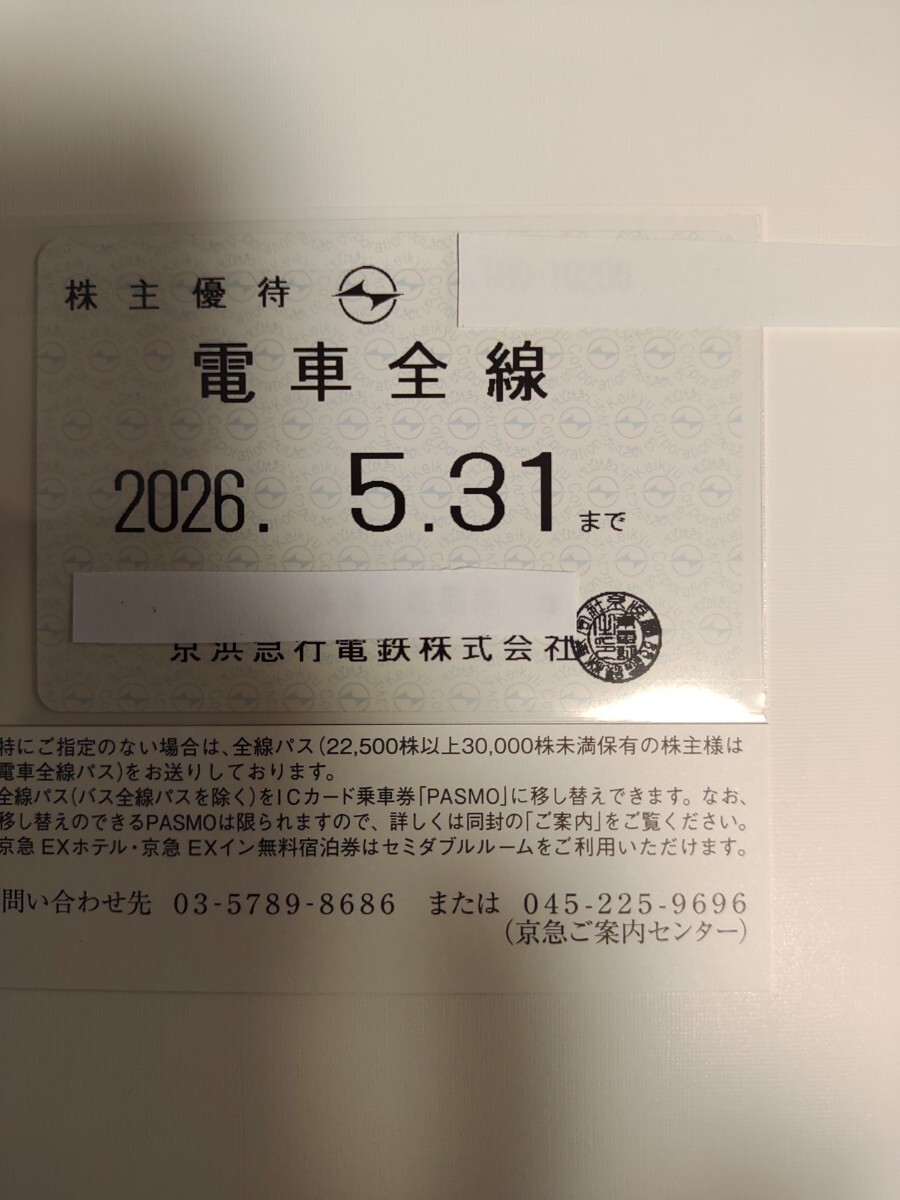 株主優待
電車全線
2026. 5.31まで
京浜急行電鉄株式会社
特にご指定のない場合は、全線パス(22,500株以上30,000株未満保有の株主様は
電車全線パス)をお送りしております。
全線パス(バス全線パスを除く)をICカード乗車券「PASMO」に移し替えできます。なお、
移し替えのできるPASMOは限られますので、詳しくは同封の「ご案内」をご覧ください。
京急EXホテル・京急EXイン無料宿泊券はセミダブルルームをご利用いただけます。
問い合わせ先 03-5789-8686 または 045-225-9696
(京急ご案内センター)